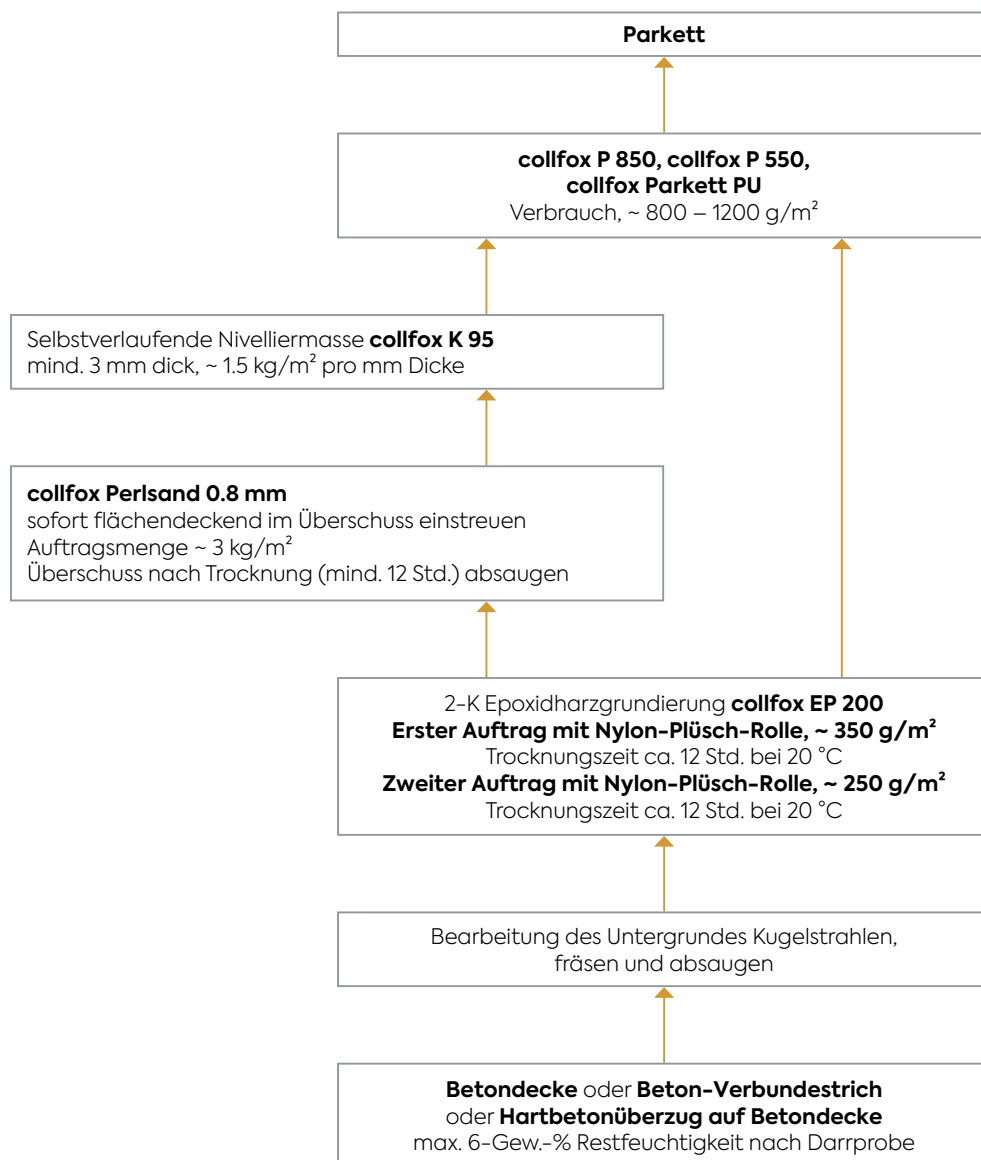 Parkett
collfox P 850, collfox P 550,
collfox Parkett PU
Verbrauch, ~ 800 – 1200 g/m²
Selbstverlaufende Nivelliermasse collfox K 95
mind. 3 mm dick, ~ 1.5 kg/m² pro mm Dicke
collfox Perlsand 0.8 mm
sofort flächendeckend im Überschuss einstreuen
Auftragsmenge ~ 3 kg/m²
Überschuss nach Trocknung (mind. 12 Std.) absaugen
2-K Epoxidharzgrundierung collfox EP 200
Erster Auftrag mit Nylon-Plüsch-Rolle, ~ 350 g/m²
Trocknungszeit ca. 12 Std. bei 20 °C
Zweiter Auftrag mit Nylon-Plüsch-Rolle, ~ 250 g/m²
Trocknungszeit ca. 12 Std. bei 20 °C
Bearbeitung des Untergrundes Kugelstrahlen,
fräsen und absaugen
Betondecke oder Beton-Verbundestrich
oder Hartbetonüberzug auf Betondecke
max. 6-Gew.-% Restfeuchtigkeit nach Darrprobe